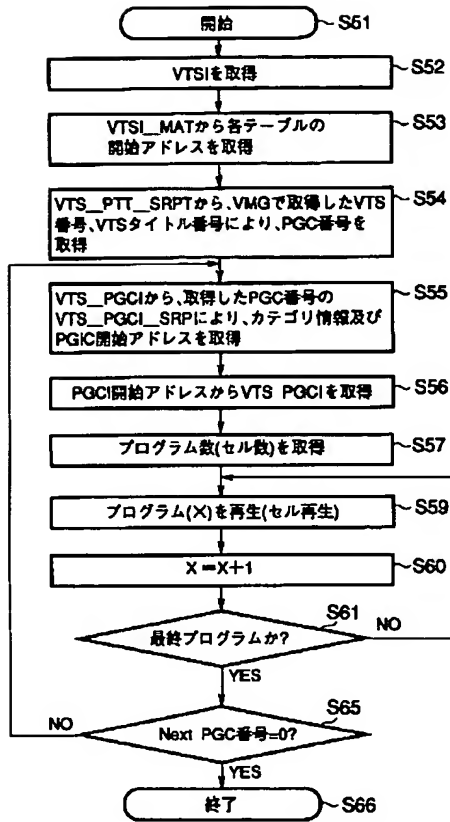 開始
S51
VTSIを取得
S52
VTSI__MATから各テーブルの
開始アドレスを取得
S53
VTS__PTT__SRPTから、VMGで取得したVTS
番号、VTSタイトル番号により、PGC番号を
取得
S54
VTS__PGCIから、取得したPGC番号の
VTS__PGCI__SRPにより、カテゴリ情報及び
PGIC開始アドレスを取得
S55
PGCI開始アドレスからVTS PGCIを取得
S56
プログラム数(セル数)を取得
S57
プログラム(X)を再生(セル再生)
S59
X=X+1
S60
S61
最終プログラムか?
NO
YES
S65
NO
Next PGC番号=0?
YES
終了
S66